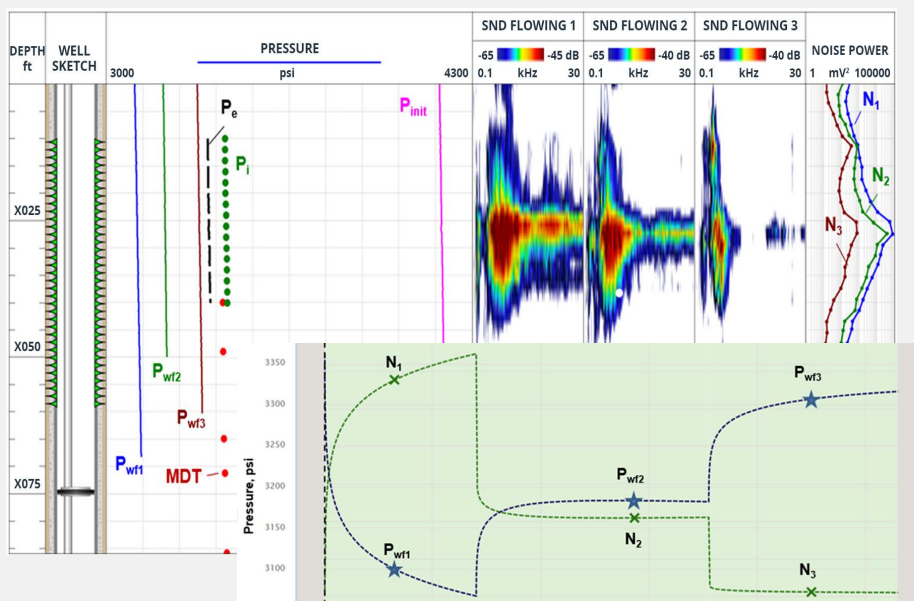 DEPTH
ft
WELL
SKETCH
PRESSURE
3000
psi
4300
SND FLOWING 1
-65
-45 dB
0.1
kHz
30
SND FLOWING 2
-65
-40 dB
0.1
kHz
30
SND FLOWING 3
-65
-40 dB
0.1
kHz
30
NOISE POWER
1
mV²
100000
Pe
Pi
Pinit
N1
N2
N3
X025
X050
X075
Pwf2
Pwf3
Pwf1
MDT
Pressure, psi
3350
3300
3250
3200
3150
3100
N1
Pwf1
Pwf2
N2
Pwf3
N3